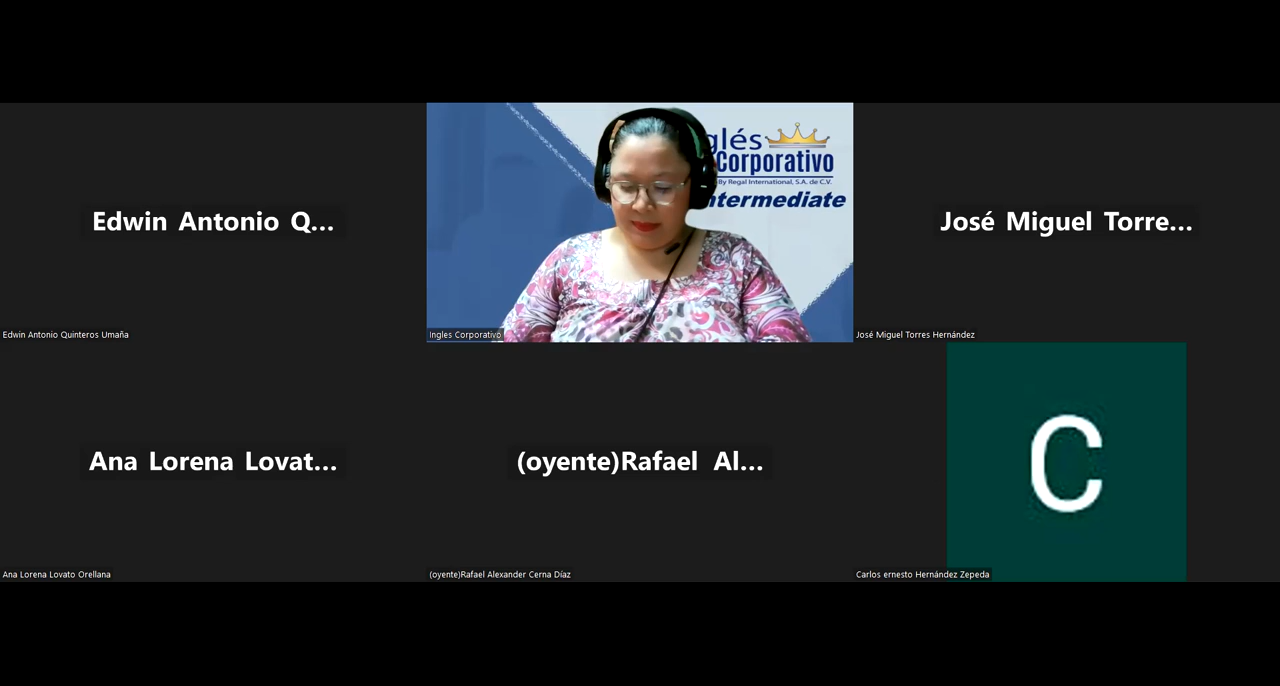 Edwin Antonio Q...
Edwin Antonio Quinteros Umaña
glés
Corporativo
By Regal International, S.A. de C.V.
ntermediate
Ingles Corporativo
José Miguel Torre...
José Miguel Torres Hernández
Ana Lorena Lovat...
Ana Lorena Lovato Orellana
(oyente)Rafael Al...
(oyente)Rafael Alexander Cerna Díaz
C
Carlos ernesto Hernández Zepeda